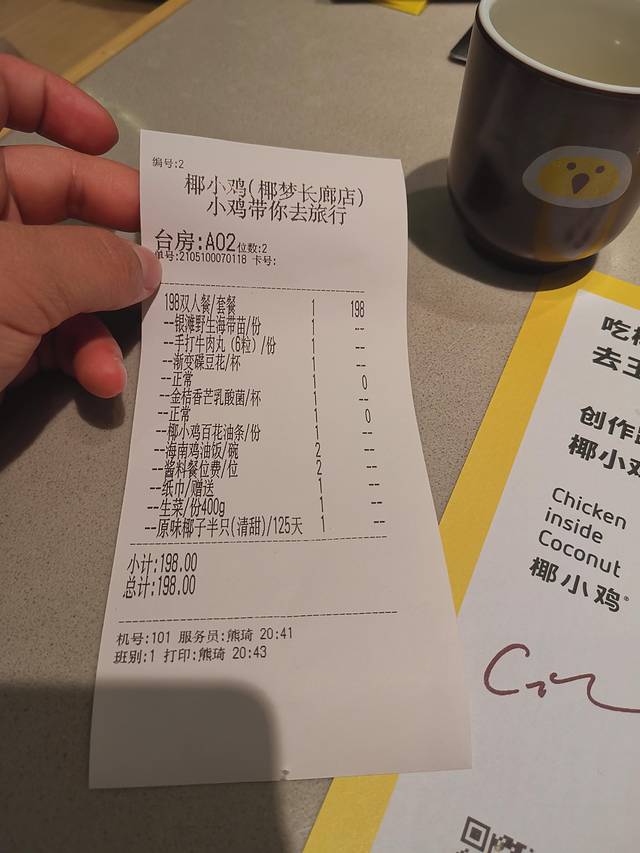 编号:2
椰小鸡(椰梦长廊店)
小鸡带你去旅行
台房:A02 位数:2
单号:2105100070118 卡号:
198双人餐/套餐 1 198
--银滩野生海带苗/份 1 --
--手打牛肉丸（6粒）/份 1 --
--渐变碟豆花/杯 1 --
--正常 1 0
--金桔香芒乳酸菌/杯 1 --
--正常 1 0
--椰小鸡百花油条/份 1 --
--海南鸡油饭/碗 2 --
--酱料餐位费/位 2 --
--纸巾/赠送 1 --
--生菜/份400g 1 --
--原味椰子半只(清甜)/125天 1 --
小计:198.00
总计:198.00
机号:101 服务员:熊琦 20:41
班别:1 打印:熊琦 20:43
吃
去
创作
椰小鸡
Chicken
inside
Coconut
椰小鸡®